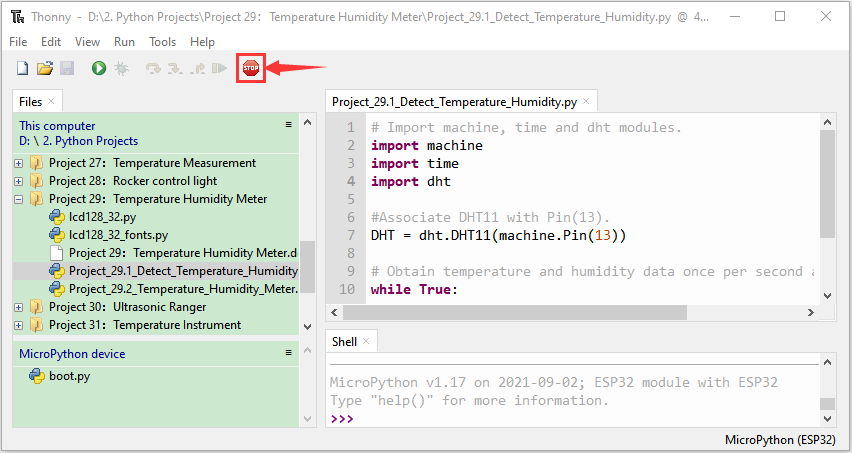 Thonny - D:\2. Python Projects\Project 29：Temperature Humidity Meter\Project_29.1_Detect_Temperature_Humidity.py @ 4...
File Edit View Run Tools Help
STOP
Files
This computer
D: \ 2. Python Projects
Project 27：Temperature Measurement
Project 28：Rocker control light
Project 29：Temperature Humidity Meter
lcd128_32.py
lcd128_32_fonts.py
Project 29：Temperature Humidity Meter.d
Project_29.1_Detect_Temperature_Humidity
Project_29.2_Temperature_Humidity_Meter.
Project 30：Ultrasonic Ranger
Project 31：Temperature Instrument
MicroPython device
boot.py
Project_29.1_Detect_Temperature_Humidity.py
1 # Import machine, time and dht modules.
2 import machine
3 import time
4 import dht
5
6 #Associate DHT11 with Pin(13).
7 DHT = dht.DHT11(machine.Pin(13))
8
9 # Obtain temperature and humidity data once per second a
10 while True:
Shell
MicroPython v1.17 on 2021-09-02; ESP32 module with ESP32
Type "help()" for more information.
>>>
MicroPython (ESP32)